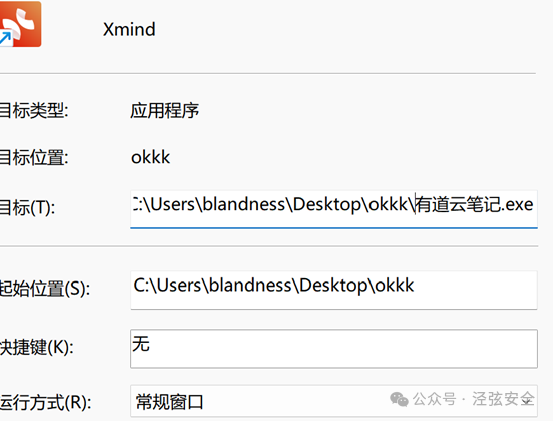 Xmind
目标类型: 应用程序
目标位置: okkk
目标(T): C:\Users\blandness\Desktop\okkk\有道云笔记.exe
起始位置(S): C:\Users\blandness\Desktop\okkk
快捷键(K): 无
运行方式(R): 常规窗口
公众号 · 泾弦安全